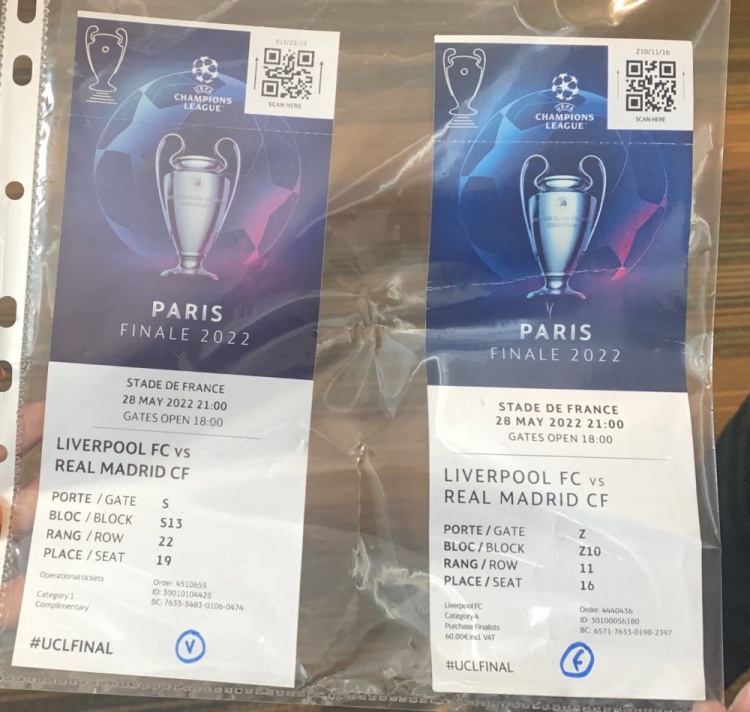 S13/22/19
SCAN HERE
UEFA
CHAMPIONS
LEAGUE
PARIS
FINALE 2022
STADE DE FRANCE
28 MAY 2022 21:00
GATES OPEN 18:00
LIVERPOOL FC vs
REAL MADRID CF
PORTE / GATE S
BLOC / BLOCK S13
RANG / ROW 22
PLACE / SEAT 19
Operational tickets
Category 1
Complimentary
Order: 4510655
ID: 30010104425
BC: 7633-5483-0106-0474
#UCLFINAL
V
Z10/11/16
SCAN HERE
UEFA
CHAMPIONS
LEAGUE
V
PARIS
FINALE 2022
STADE DE FRANCE
28 MAY 2022 21:00
GATES OPEN 18:00
LIVERPOOL FC vs
REAL MADRID CF
PORTE / GATE Z
BLOC / BLOCK Z10
RANG / ROW 11
PLACE / SEAT 16
Liverpool FC
Category 4
Purchase Finalists
60.00€ incl. VAT
Order: 4440436
ID: 30100056180
BC: 6571-7633-0190-2397
#UCLFINAL
F